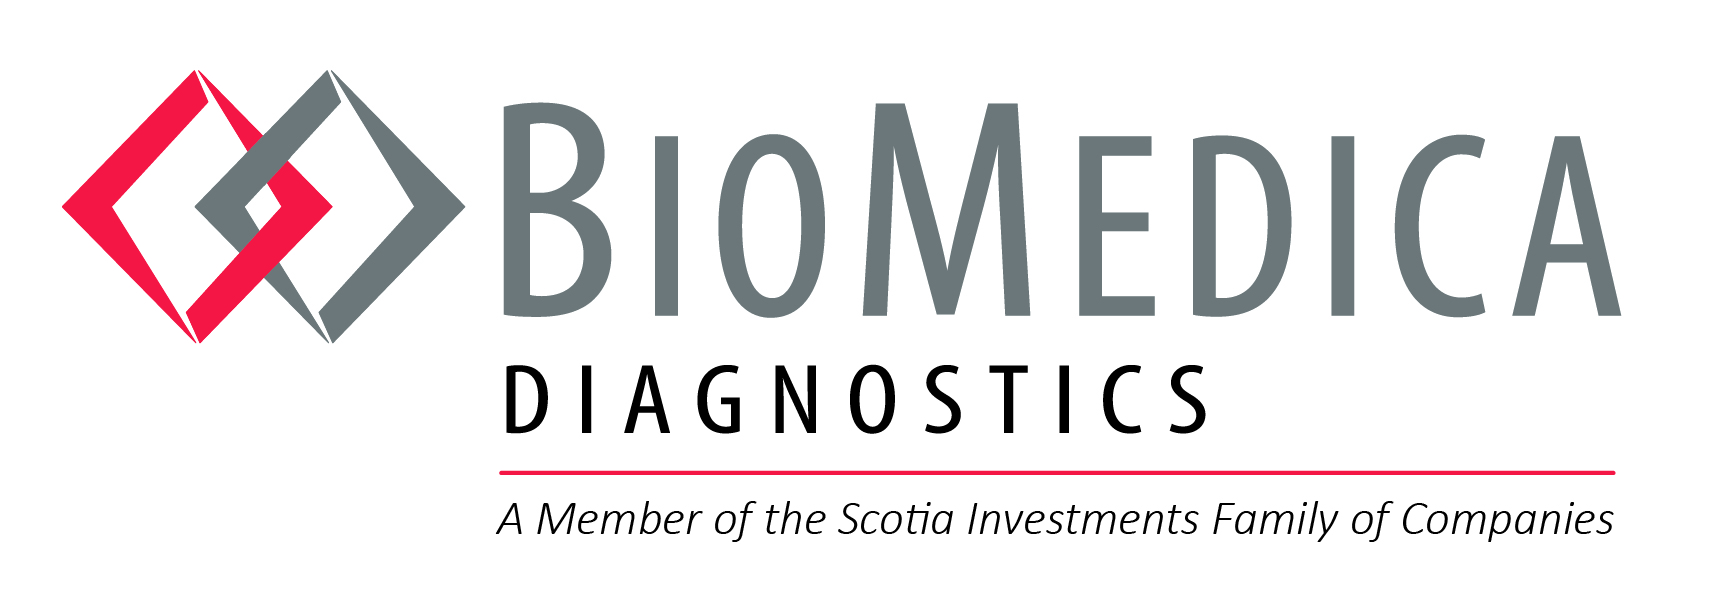 BIOMEDICA
DIAGNOSTICS
A Member of the Scotia Investments Family of Companies